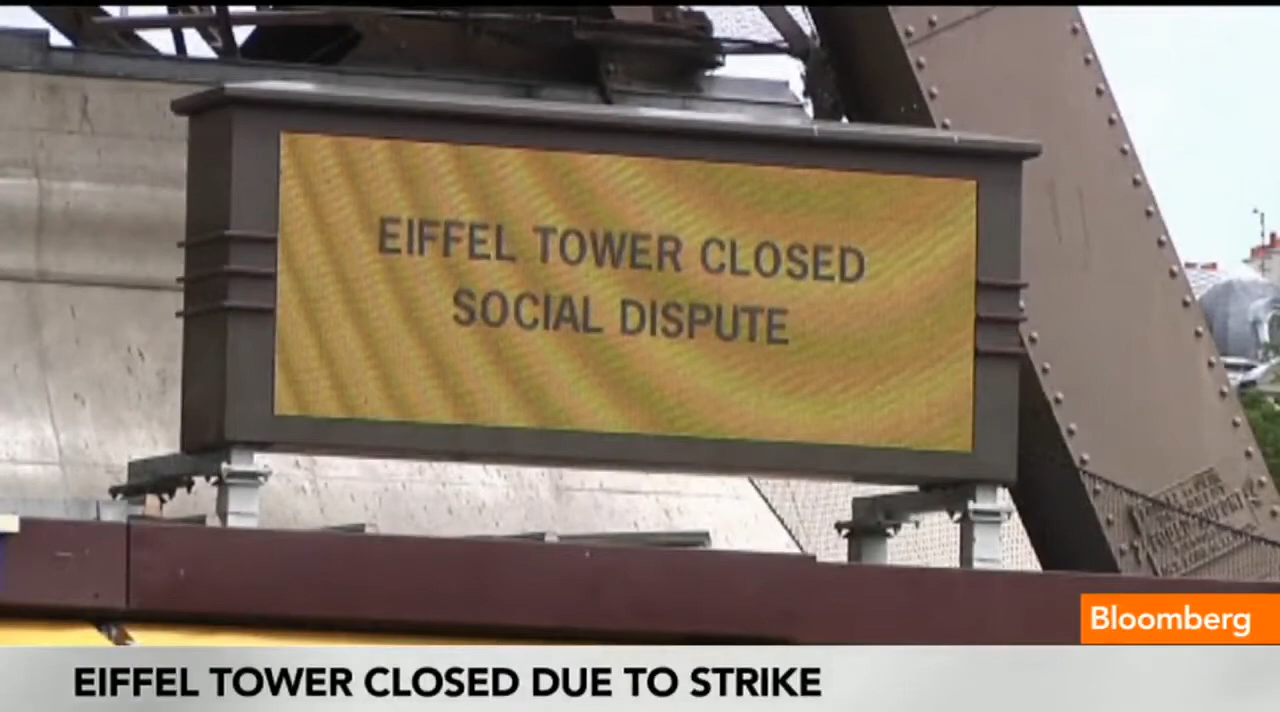 EIFFEL TOWER CLOSED
SOCIAL DISPUTE
Bloomberg
EIFFEL TOWER CLOSED DUE TO STRIKE